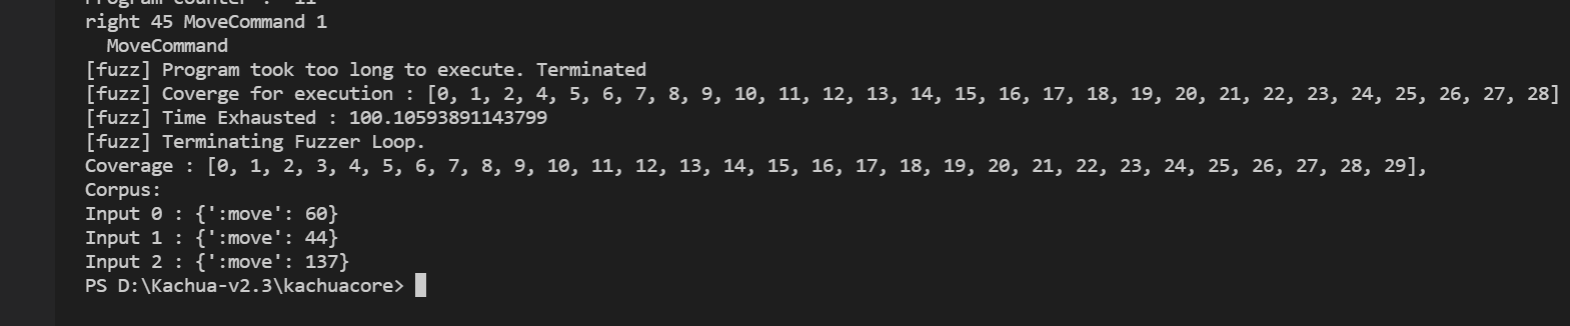 Program counter : 11
right 45 MoveCommand 1
MoveCommand
[fuzz] Program took too long to execute. Terminated
[fuzz] Coverge for execution : [0, 1, 2, 4, 5, 6, 7, 8, 9, 10, 11, 12, 13, 14, 15, 16, 17, 18, 19, 20, 21, 22, 23, 24, 25, 26, 27, 28]
[fuzz] Time Exhausted : 100.10593891143799
[fuzz] Terminating Fuzzer Loop.
Coverage : [0, 1, 2, 3, 4, 5, 6, 7, 8, 9, 10, 11, 12, 13, 14, 15, 16, 17, 18, 19, 20, 21, 22, 23, 24, 25, 26, 27, 28, 29],
Corpus:
Input 0 : {':move': 60}
Input 1 : {':move': 44}
Input 2 : {':move': 137}
PS D:\Kachua-v2.3\kachuacore>